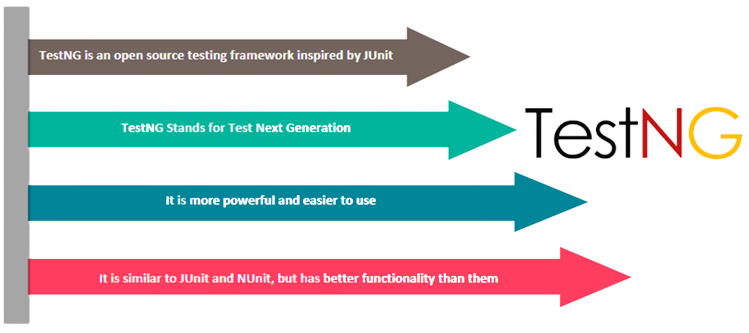 TestNG is an open source testing framework inspired by JUnit
TestNG Stands for Test Next Generation
TestNG
It is more powerful and easier to use
It is similar to JUnit and NUnit, but has better functionality than them